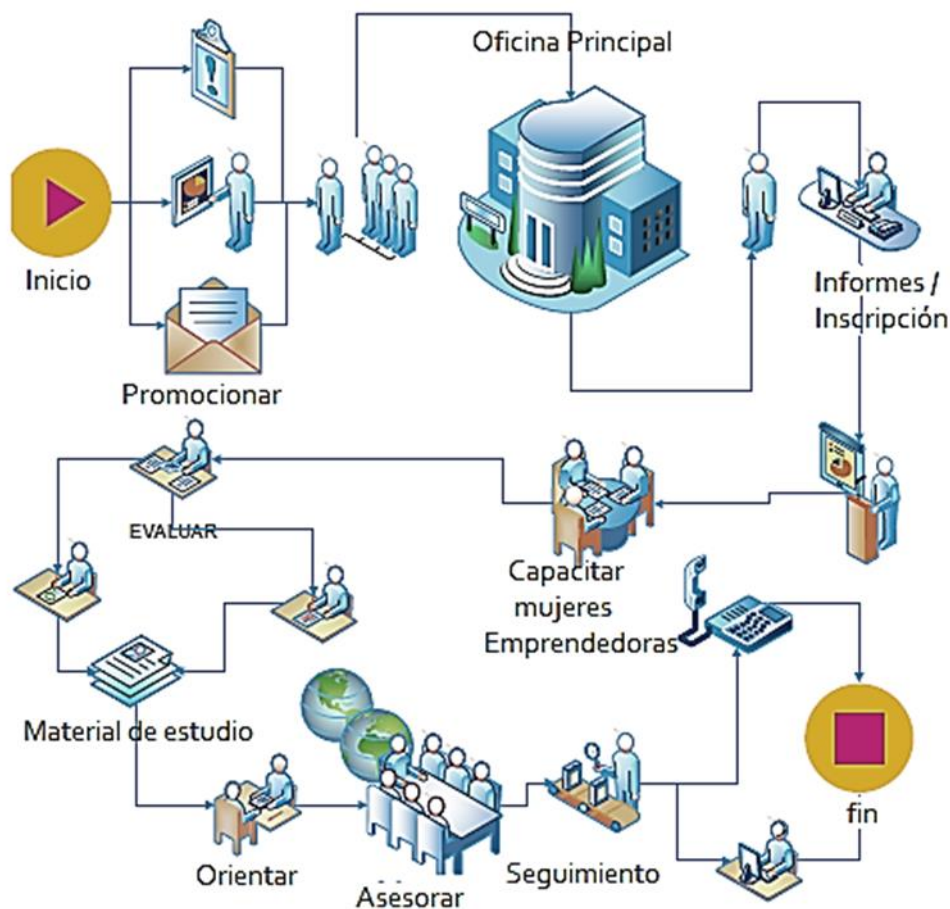 Oficina Principal
Inicio
Informes /
Inscripción
Promocionar
EVALUAR
Capacitar
mujeres
Emprendedoras
Material de estudio
fin
Orientar
Asesorar
Seguimiento